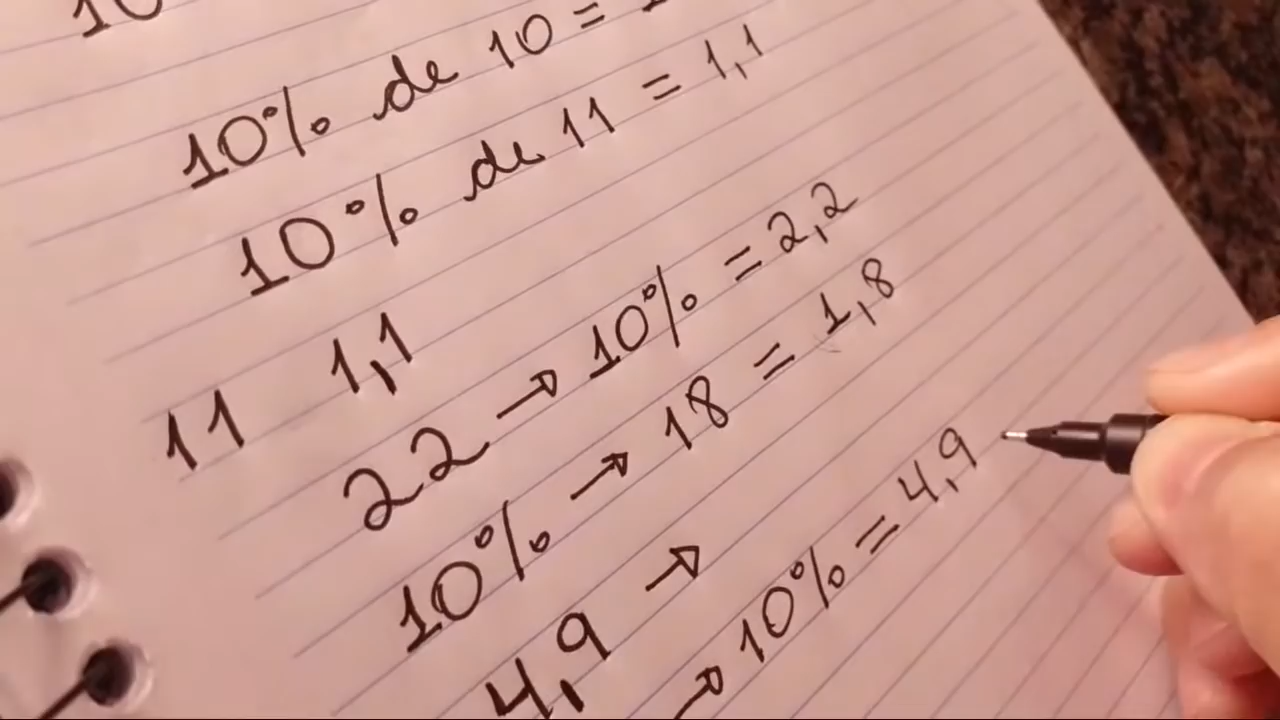 10
10% de 10 =
10% de 11 = 1,1
11 1,1
22 → 10% = 2,2
10% → 18 = 1,8
4,9 →
→ 10% = 4,9